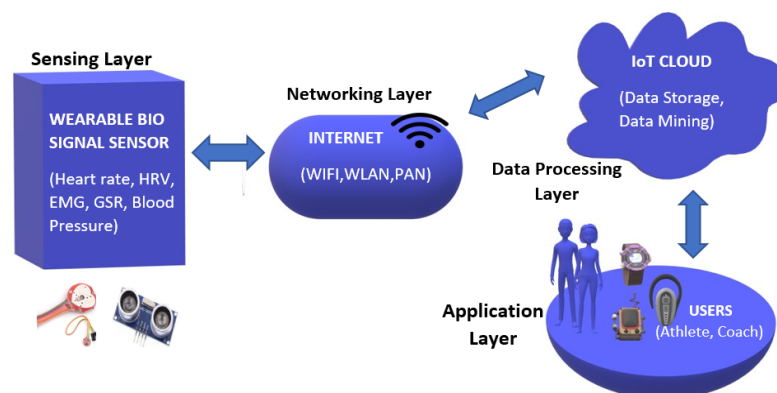 Sensing Layer
WEARABLE BIO
SIGNAL SENSOR
(Heart rate, HRV,
EMG, GSR, Blood
Pressure)
Networking Layer
INTERNET
(WIFI,WLAN,PAN)
IoT CLOUD
(Data Storage,
Data Mining)
Data Processing
Layer
Application
Layer
USERS
(Athlete, Coach)